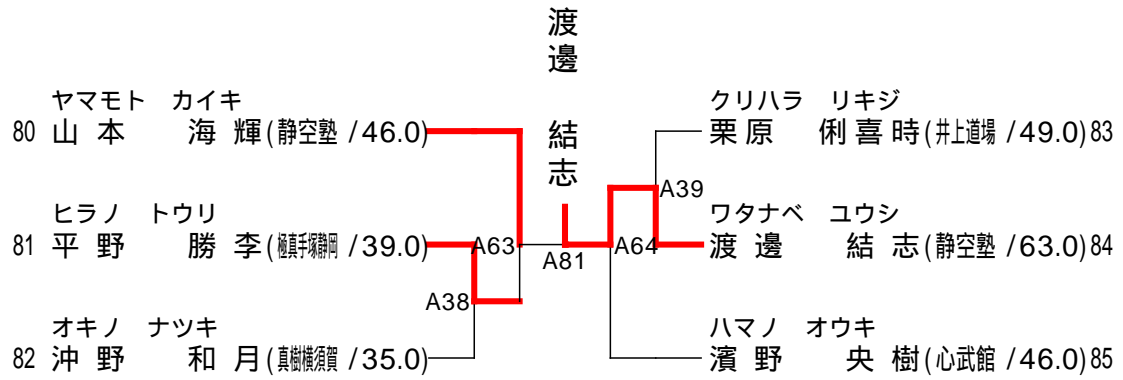 渡邊 結志
ヤマモト カイキ
80 山本 海輝(静空塾 /46.0)
ヒラノ トウリ
81 平野 勝李(極真手塚静岡 /39.0)
オキノ ナツキ
82 沖野 和月(真樹横須賀 /35.0)
A63
A38
A81
A64
A39
クリハラ リキジ
栗原 俐喜時(井上道場 /49.0)83
ワタナベ ユウシ
渡邊 結志(静空塾 /63.0)84
ハマノ オウキ
濱野 央樹(心武館 /46.0)85